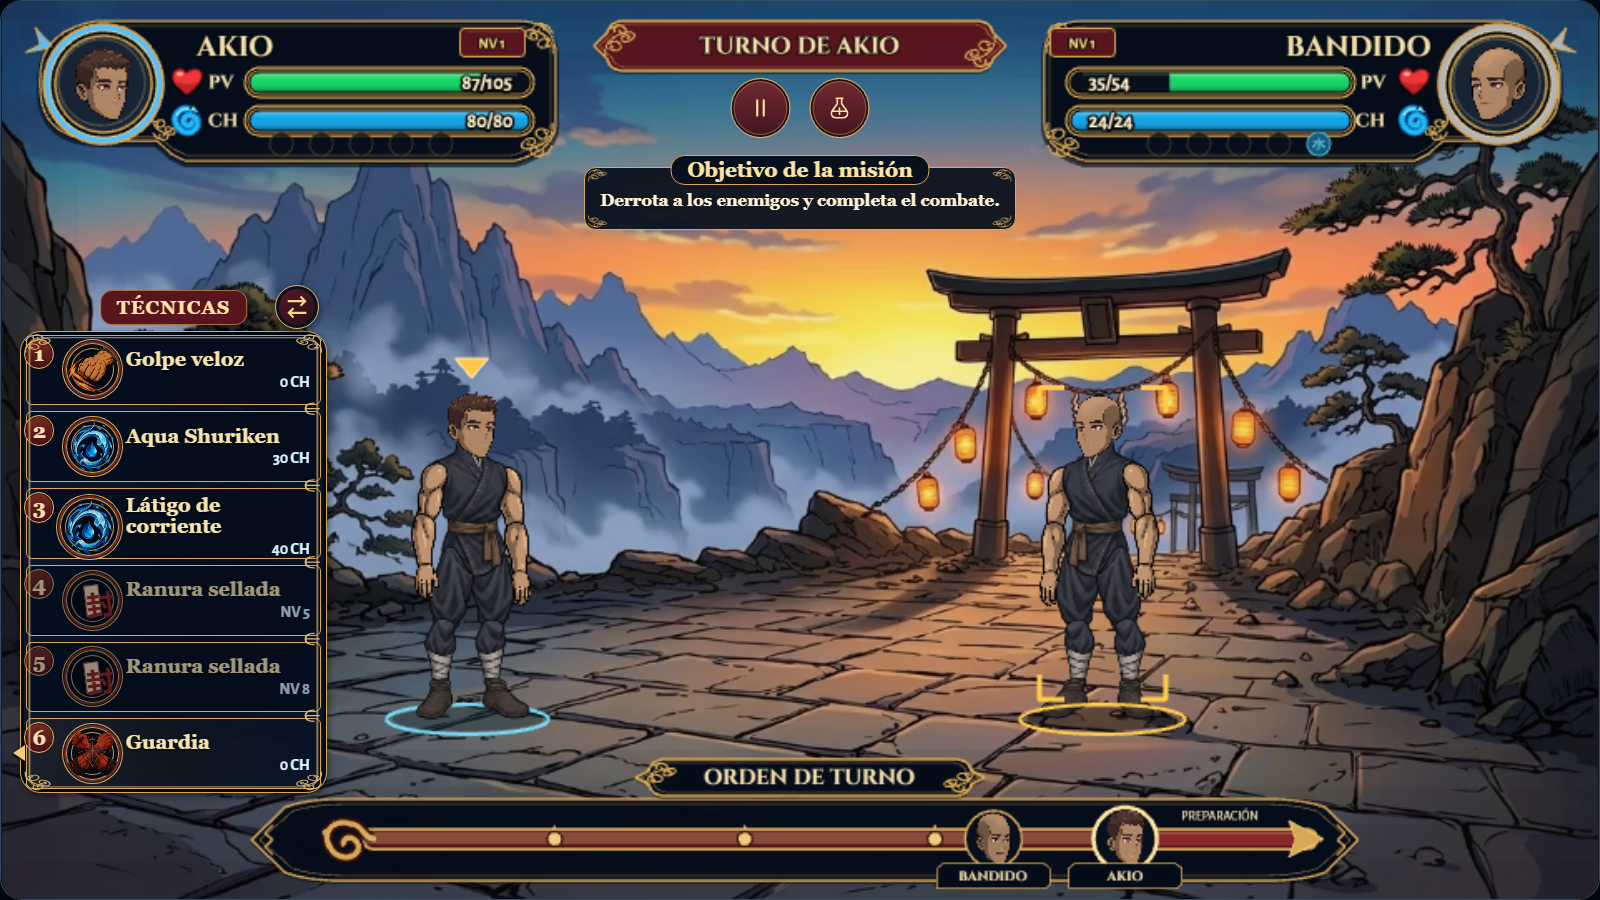 AKIO
NV1
PV
87/105
CH
80/80
TURNO DE AKIO
NV1
BANDIDO
35/54
PV
24/24
CH
水
Objetivo de la misión
Derrota a los enemigos y completa el combate.
TÉCNICAS
1
Golpe veloz
0 CH
2
Aqua Shuriken
30 CH
3
Látigo de
corriente
40 CH
4
封
Ranura sellada
NV 5
5
封
Ranura sellada
NV 8
6
Guardia
0 CH
ORDEN DE TURNO
PREPARACIÓN
BANDIDO
AKIO